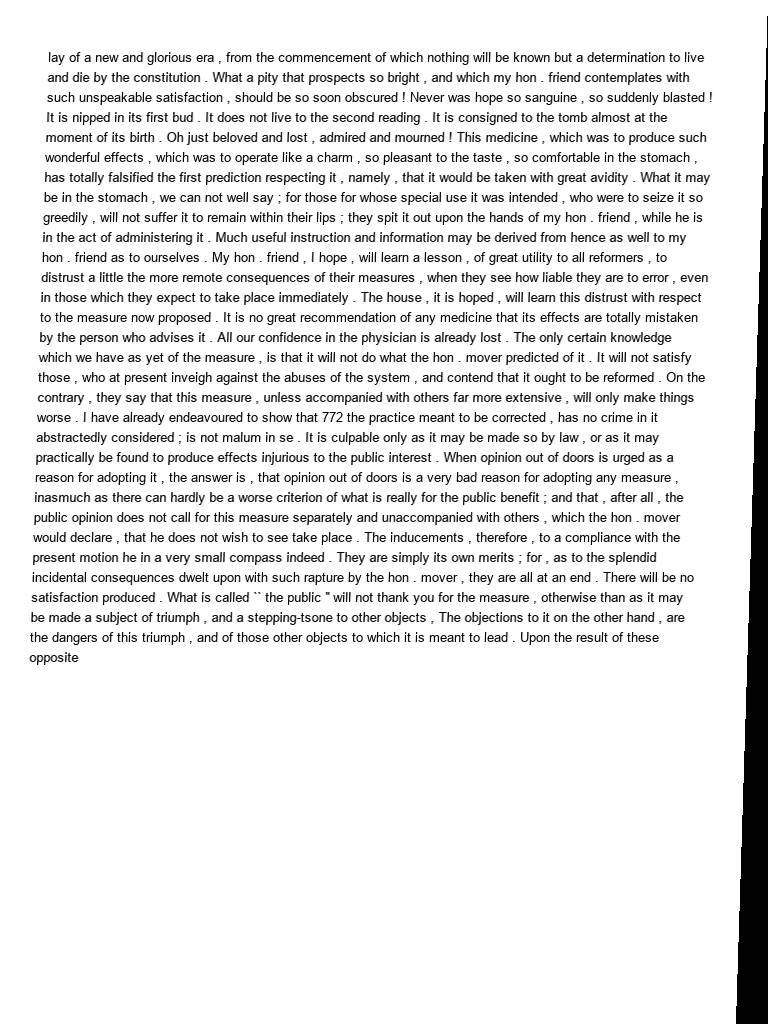 lay of a new and glorious era , from the commencement of which nothing will be known but a determination to live
and die by the constitution . What a pity that prospects so bright , and which my hon . friend contemplates with
such unspeakable satisfaction , should be so soon obscured ! Never was hope so sanguine , so suddenly blasted !
It is nipped in its first bud . It does not live to the second reading . It is consigned to the tomb almost at the
moment of its birth . Oh just beloved and lost , admired and mourned ! This medicine , which was to produce such
wonderful effects , which was to operate like a charm , so pleasant to the taste , so comfortable in the stomach ,
has totally falsified the first prediction respecting it , namely , that it would be taken with great avidity . What it may
be in the stomach , we can not well say ; for those for whose special use it was intended , who were to seize it so
greedily , will not suffer it to remain within their lips ; they spit it out upon the hands of my hon . friend , while he is
in the act of administering it . Much useful instruction and information may be derived from hence as well to my
hon . friend as to ourselves . My hon . friend , I hope , will learn a lesson , of great utility to all reformers , to
distrust a little the more remote consequences of their measures , when they see how liable they are to error , even
in those which they expect to take place immediately . The house , it is hoped , will learn this distrust with respect
to the measure now proposed . It is no great recommendation of any medicine that its effects are totally mistaken
by the person who advises it . All our confidence in the physician is already lost . The only certain knowledge
which we have as yet of the measure , is that it will not do what the hon . mover predicted of it . It will not satisfy
those , who at present inveigh against the abuses of the system , and contend that it ought to be reformed . On the
contrary , they say that this measure , unless accompanied with others far more extensive , will only make things
worse . I have already endeavoured to show that 772 the practice meant to be corrected , has no crime in it
abstractedly considered ; is not malum in se . It is culpable only as it may be made so by law , or as it may
practically be found to produce effects injurious to the public interest . When opinion out of doors is urged as a
reason for adopting it , the answer is , that opinion out of doors is a very bad reason for adopting any measure ,
inasmuch as there can hardly be a worse criterion of what is really for the public benefit ; and that , after all , the
public opinion does not call for this measure separately and unaccompanied with others , which the hon . mover
would declare , that he does not wish to see take place . The inducements , therefore , to a compliance with the
present motion he in a very small compass indeed . They are simply its own merits ; for , as to the splendid
incidental consequences dwelt upon with such rapture by the hon . mover , they are all at an end . There will be no
satisfaction produced . What is called `` the public '' will not thank you for the measure , otherwise than as it may
be made a subject of triumph , and a stepping-tsone to other objects , The objections to it on the other hand , are
the dangers of this triumph , and of those other objects to which it is meant to lead . Upon the result of these
opposite